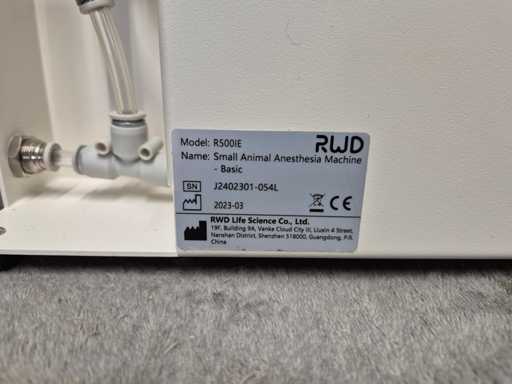 Model: R500IE
RWD
Name: Small Animal Anesthesia Machine
- Basic
SN J2402301-054L
2023-03
CE
RWD Life Science Co., Ltd.
19F, Building 9A, Vanke Cloud City III, Liuxin 4 Street,
Nanshan District, Shenzhen 518000, Guangdong, P.R.
China